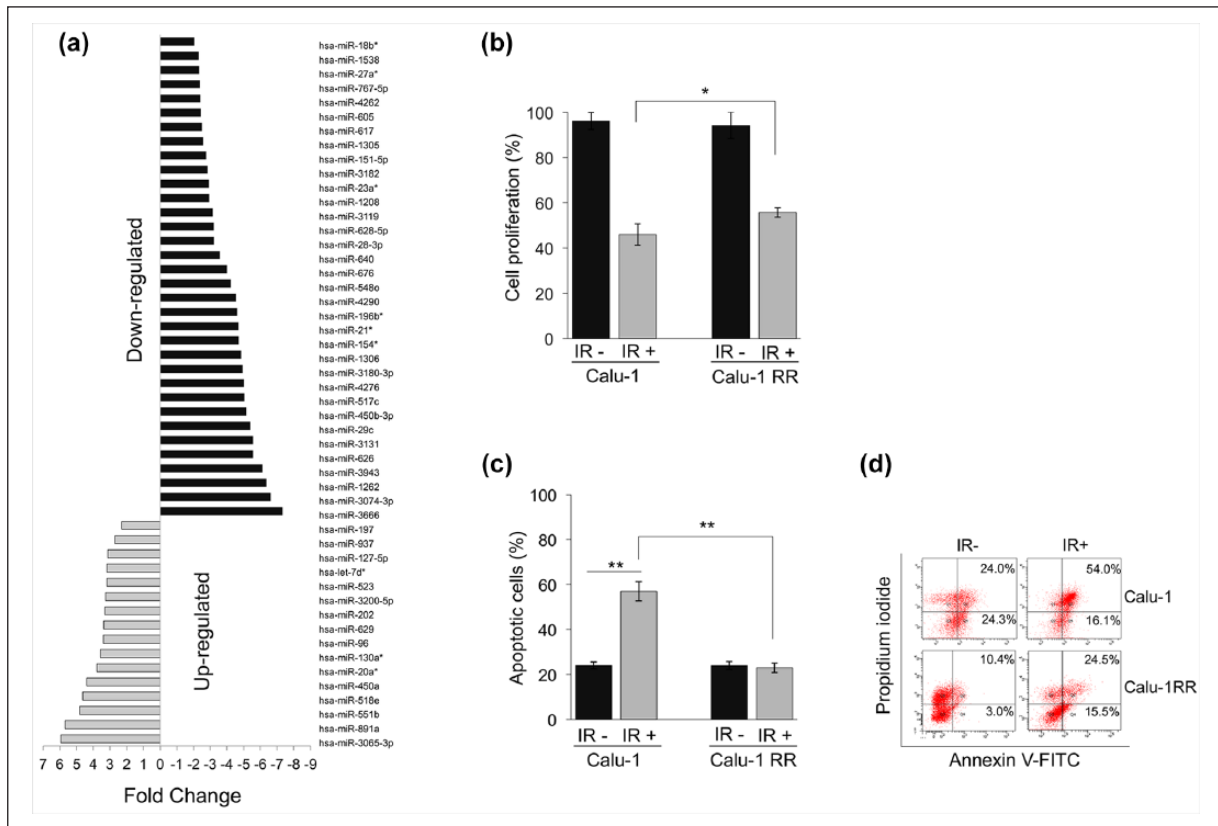 (a)
hsa-miR-18b*
hsa-miR-1538
hsa-miR-27a*
hsa-miR-767-5p
hsa-miR-4262
hsa-miR-605
hsa-miR-617
hsa-miR-1305
hsa-miR-151-5p
hsa-miR-3182
hsa-miR-23a*
hsa-miR-1208
hsa-miR-3119
hsa-miR-628-5p
hsa-miR-28-3p
hsa-miR-640
hsa-miR-676
hsa-miR-548e
hsa-miR-4290
hsa-miR-196b*
hsa-miR-21*
hsa-miR-154*
hsa-miR-1306
hsa-miR-3180-3p
hsa-miR-4276
hsa-miR-517c
hsa-miR-450b-3p
hsa-miR-29c
hsa-miR-3131
hsa-miR-626
hsa-miR-3943
hsa-miR-1262
hsa-miR-3074-3p
hsa-miR-3666
hsa-miR-197
hsa-miR-937
hsa-miR-127-5p
hsa-let-7d*
hsa-miR-523
hsa-miR-3200-5p
hsa-miR-202
hsa-miR-629
hsa-miR-96
hsa-miR-130a*
hsa-miR-20a*
hsa-miR-450a
hsa-miR-518e
hsa-miR-551b
hsa-miR-891a
hsa-miR-3065-3p
Down-regulated
Up-regulated
7 6 5 4 3 2 1 0 -1 -2 -3 -4 -5 -6 -7 -8 -9
Fold Change
(b)
*
Cell proliferation (%)
100
80
60
40
20
0
IR - IR + IR - IR +
Calu-1 Calu-1 RR
(c)
**
**
Apoptotic cells (%)
100
80
60
40
20
0
IR - IR + IR - IR +
Calu-1 Calu-1 RR
(d)
IR- IR+
24.0% 54.0%
Calu-1
24.3% 16.1%
10.4% 24.5%
Calu-1RR
3.0% 15.5%
Propidium iodide
Annexin V-FITC